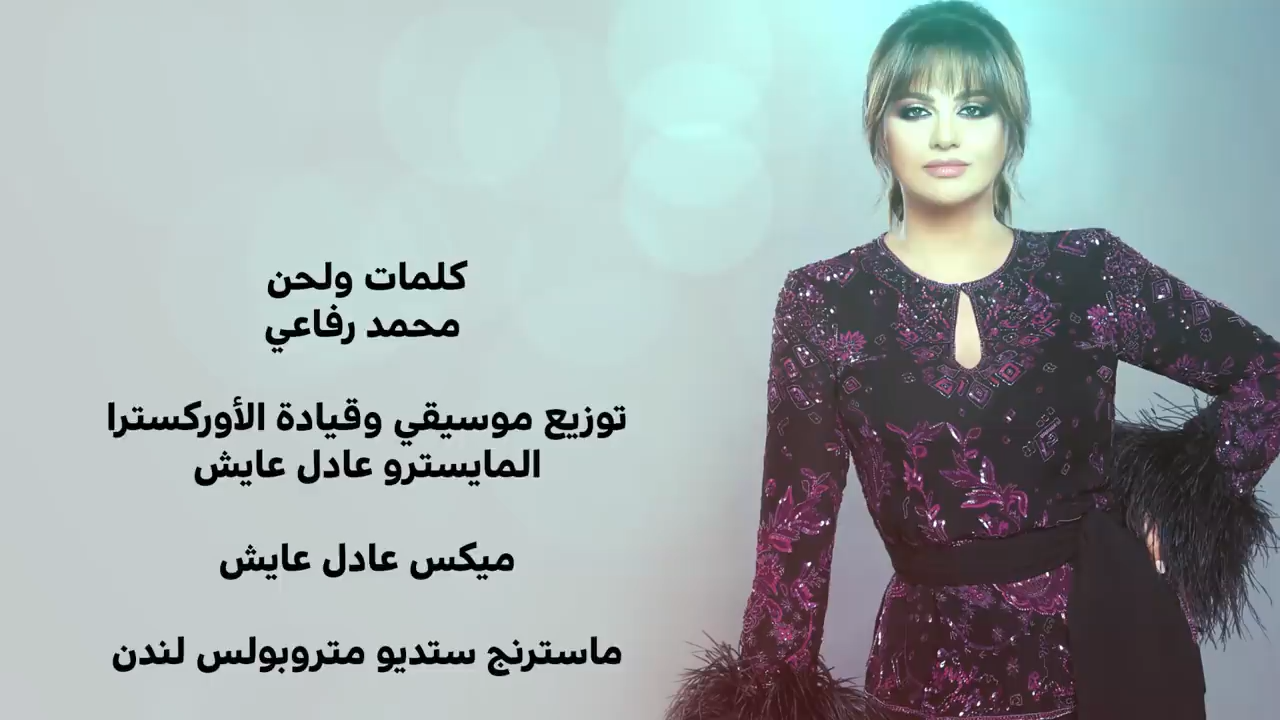 كلمات ولحن
محمد رفاعي
توزيع موسيقي وقيادة الأوركسترا
المايسترو عادل عايش
ميكس عادل عايش
ماسترنج ستديو متروبولس لندن